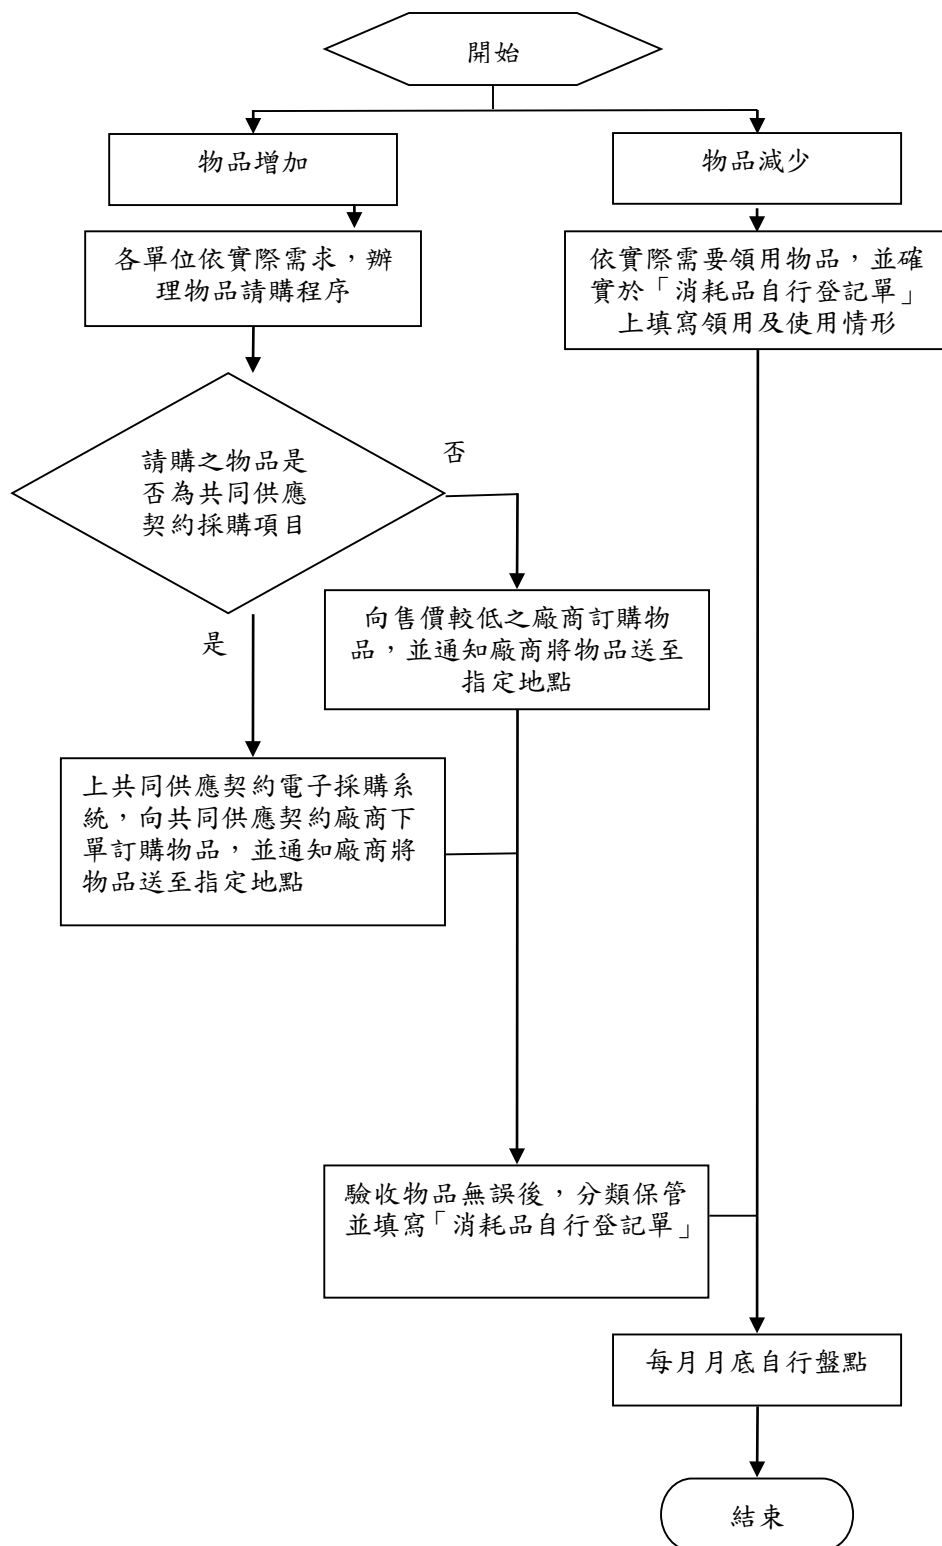 開始
物品增加
物品減少
各單位依實際需求，辦
理物品請購程序
依實際需要領用物品，並確
實於「消耗品自行登記單」
上填寫領用及使用情形
請購之物品是
否為共同供應
契約採購項目
否
是
向售價較低之廠商訂購物
品，並通知廠商將物品送至
指定地點
上共同供應契約電子採購系
統，向共同供應契約廠商下
單訂購物品，並通知廠商將
物品送至指定地點
驗收物品無誤後，分類保管
並填寫「消耗品自行登記單」
每月月底自行盤點
結束